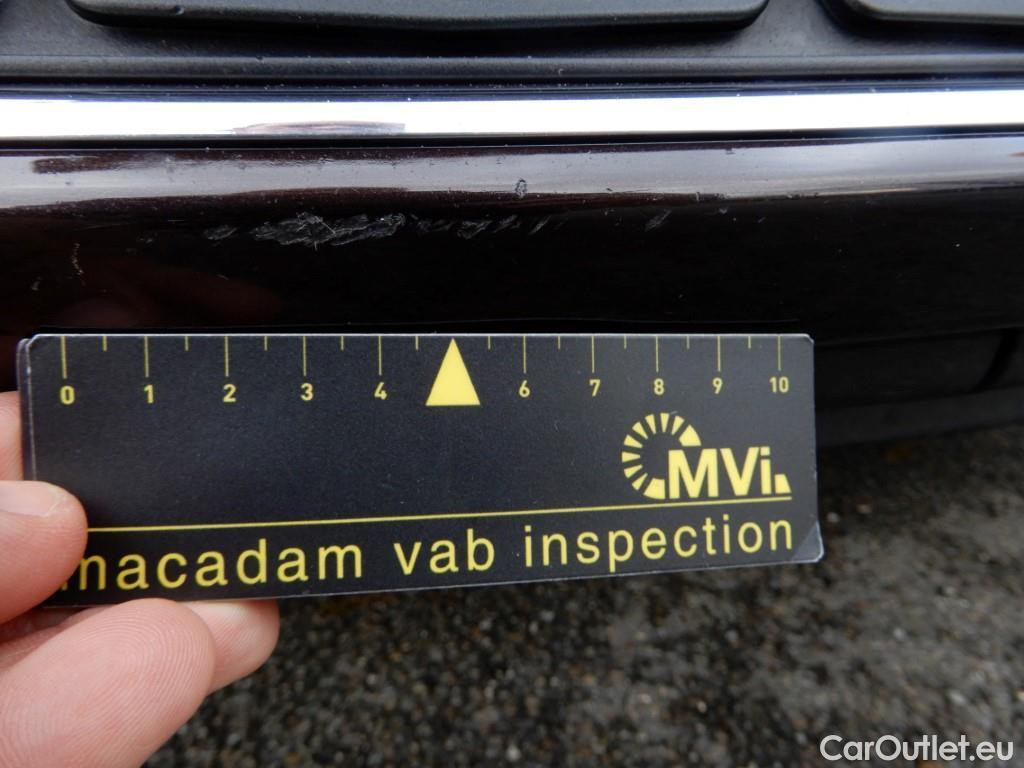 0 1 2 3 4 6 7 8 9 10
MVi
macadam vab inspection
CarOutlet.eu